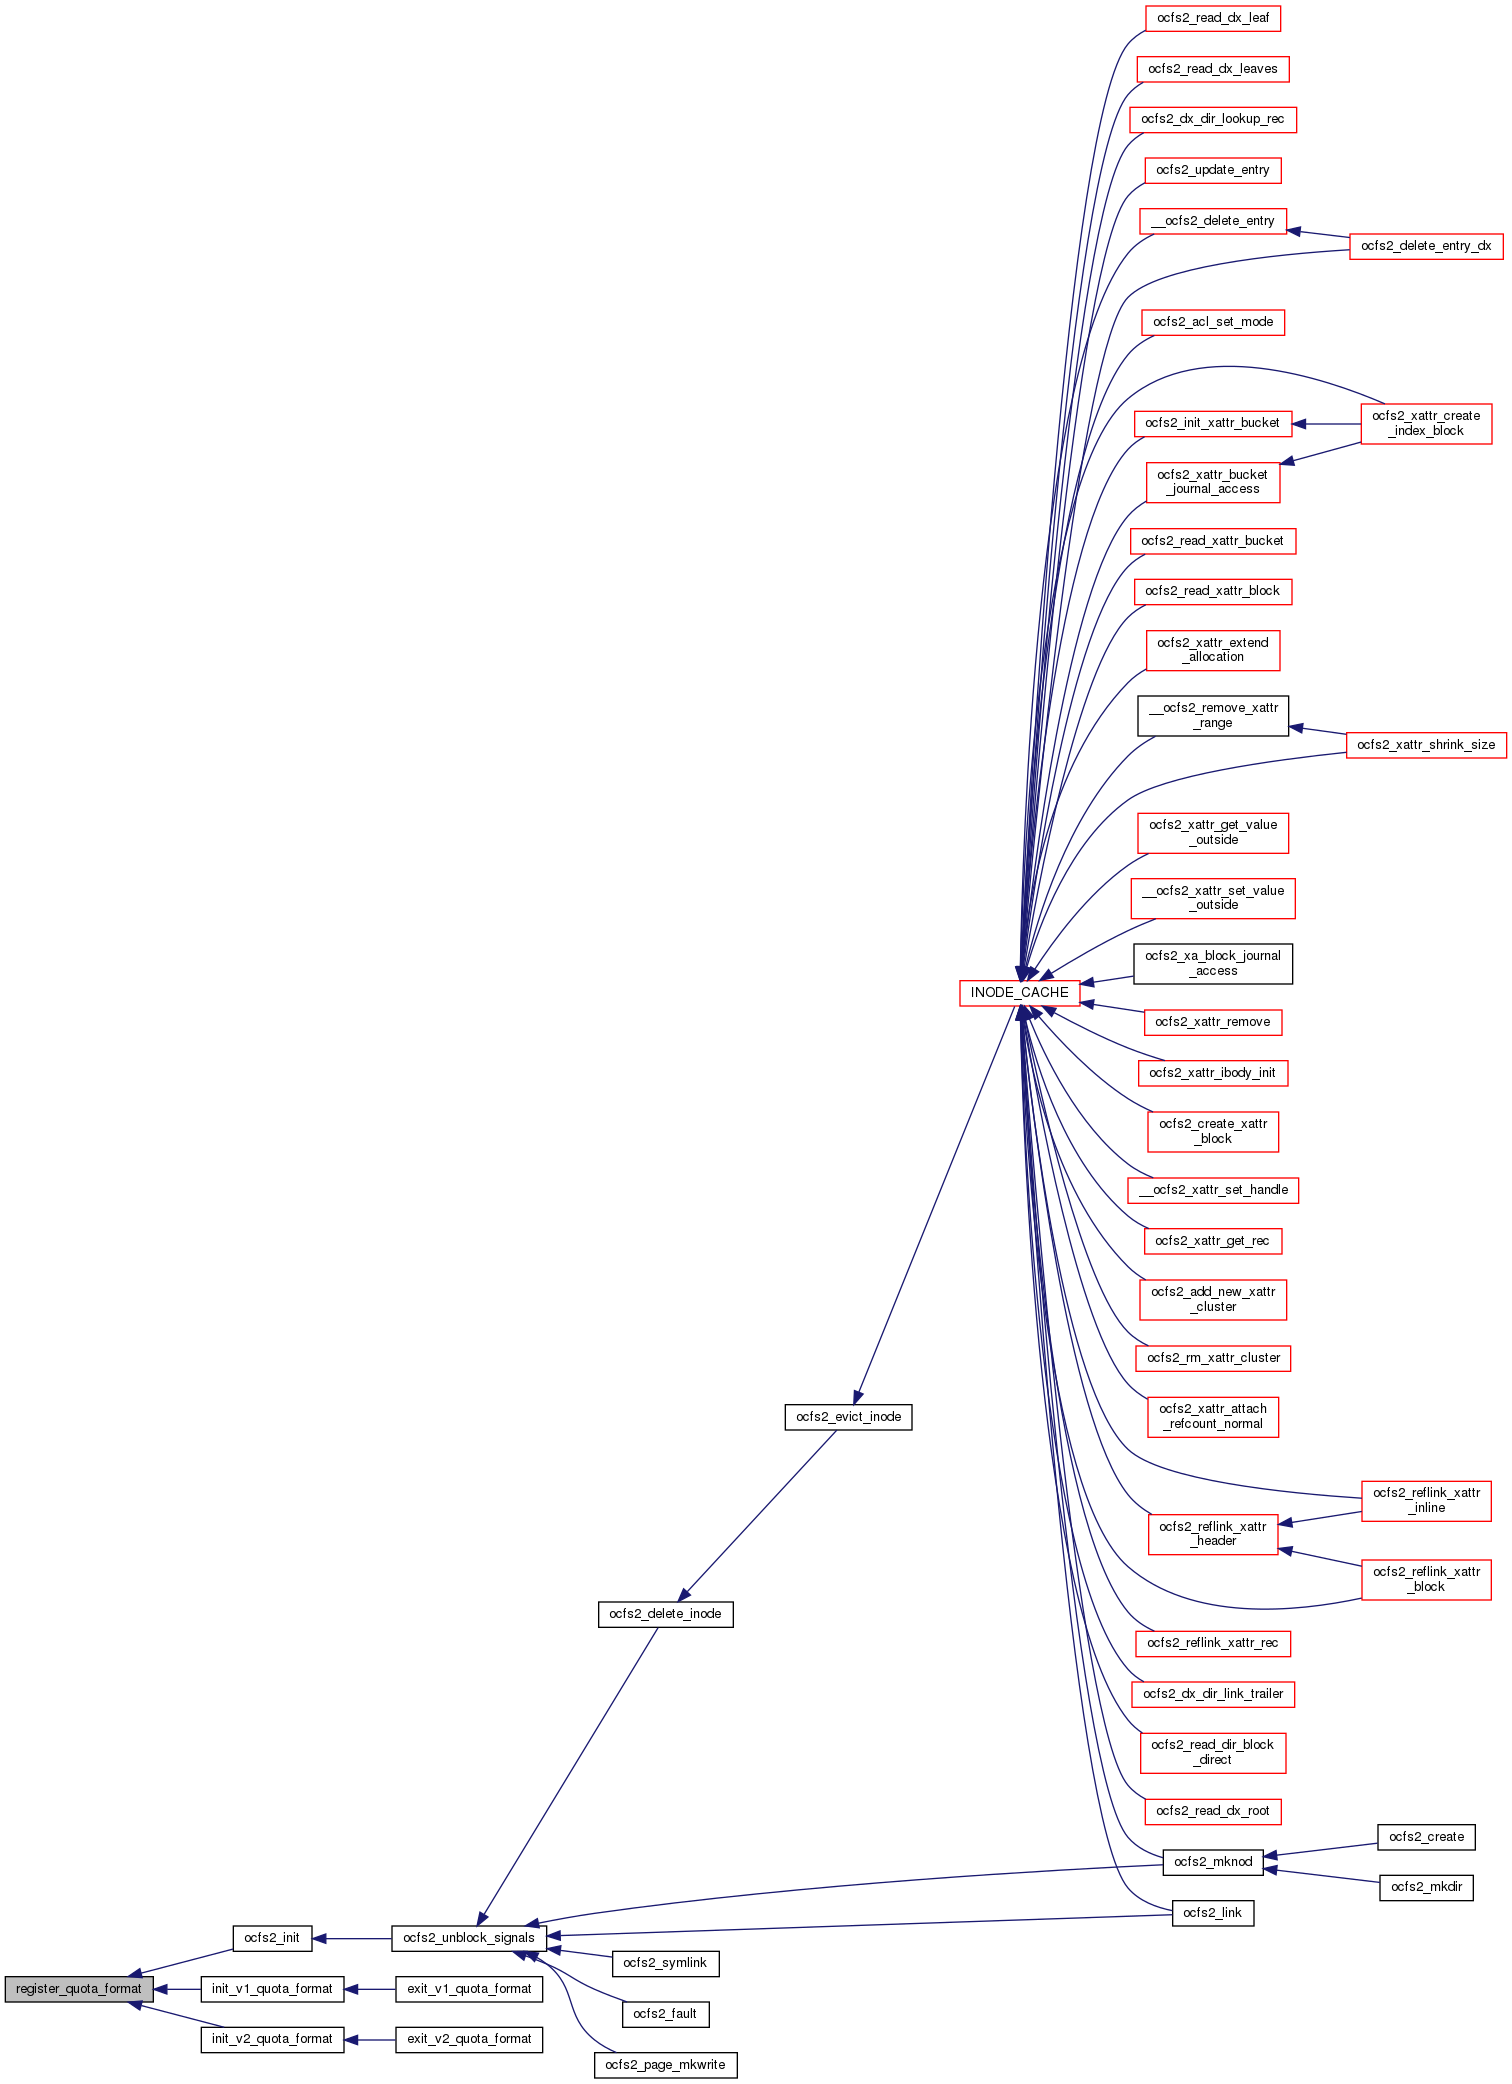 ocfs2_read_dx_leaf
ocfs2_read_dx_leaves
ocfs2_dx_dir_lookup_rec
ocfs2_update_entry
__ocfs2_delete_entry
ocfs2_delete_entry_dx
ocfs2_acl_set_mode
ocfs2_xattr_create
_index_block
ocfs2_init_xattr_bucket
ocfs2_xattr_bucket
_journal_access
ocfs2_read_xattr_bucket
ocfs2_read_xattr_block
ocfs2_xattr_extend
_allocation
__ocfs2_remove_xattr
_range
ocfs2_xattr_shrink_size
ocfs2_xattr_get_value
_outside
__ocfs2_xattr_set_value
_outside
ocfs2_xa_block_journal
_access
INODE_CACHE
ocfs2_xattr_remove
ocfs2_xattr_ibody_init
ocfs2_create_xattr
_block
__ocfs2_xattr_set_handle
ocfs2_xattr_get_rec
ocfs2_add_new_xattr
_cluster
ocfs2_rm_xattr_cluster
ocfs2_xattr_attach
_refcount_normal
ocfs2_evict_inode
ocfs2_reflink_xattr
_inline
ocfs2_reflink_xattr
_header
ocfs2_reflink_xattr
_block
ocfs2_delete_inode
ocfs2_reflink_xattr_rec
ocfs2_dx_dir_link_trailer
ocfs2_read_dir_block
_direct
ocfs2_read_dx_root
ocfs2_create
ocfs2_mknod
ocfs2_mkdir
ocfs2_link
ocfs2_init
ocfs2_unblock_signals
ocfs2_symlink
register_quota_format
init_v1_quota_format
exit_v1_quota_format
ocfs2_fault
init_v2_quota_format
exit_v2_quota_format
ocfs2_page_mkwrite